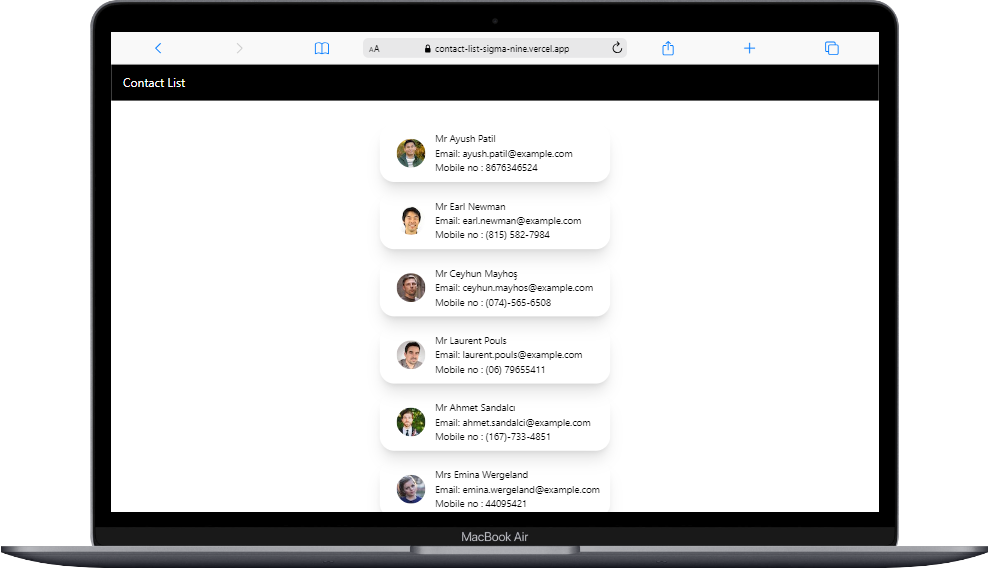 AA contact-list-sigma-nine.vercel.app
Contact List
Mr Ayush Patil
Email: ayush.patil@example.com
Mobile no : 8676346524
Mr Earl Newman
Email: earl.newman@example.com
Mobile no : (815) 582-7984
Mr Ceyhun Mayhoş
Email: ceyhun.mayhos@example.com
Mobile no : (074)-565-6508
Mr Laurent Pouls
Email: laurent.pouls@example.com
Mobile no : (06) 79655411
Mr Ahmet Sandalcı
Email: ahmet.sandalci@example.com
Mobile no : (167)-733-4851
Mrs Emina Wergeland
Email: emina.wergeland@example.com
Mobile no : 44095421
MacBook Air